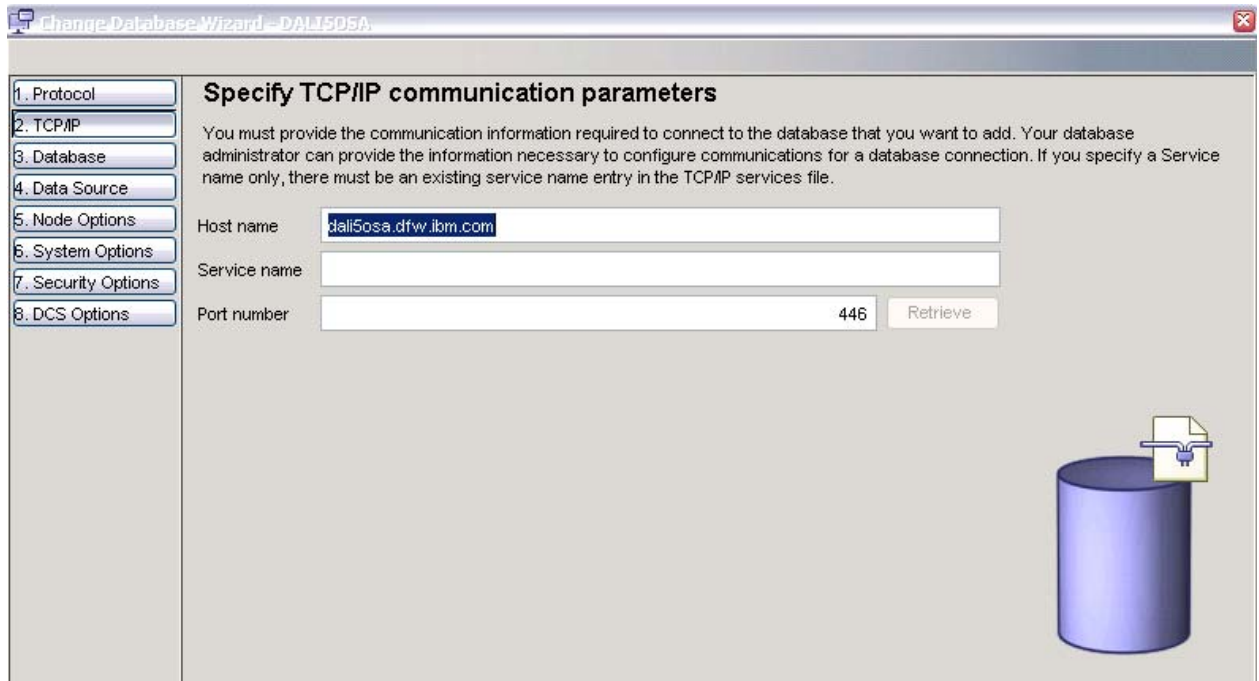 Change Database Wizard - DALI5OSA
1. Protocol
2. TCP/IP
3. Database
4. Data Source
5. Node Options
6. System Options
7. Security Options
8. DCS Options
Specify TCP/IP communication parameters
You must provide the communication information required to connect to the database that you want to add. Your database
administrator can provide the information necessary to configure communications for a database connection. If you specify a Service
name only, there must be an existing service name entry in the TCP/IP services file.
Host name dali5osa.dfw.ibm.com
Service name
Port number 446 Retrieve